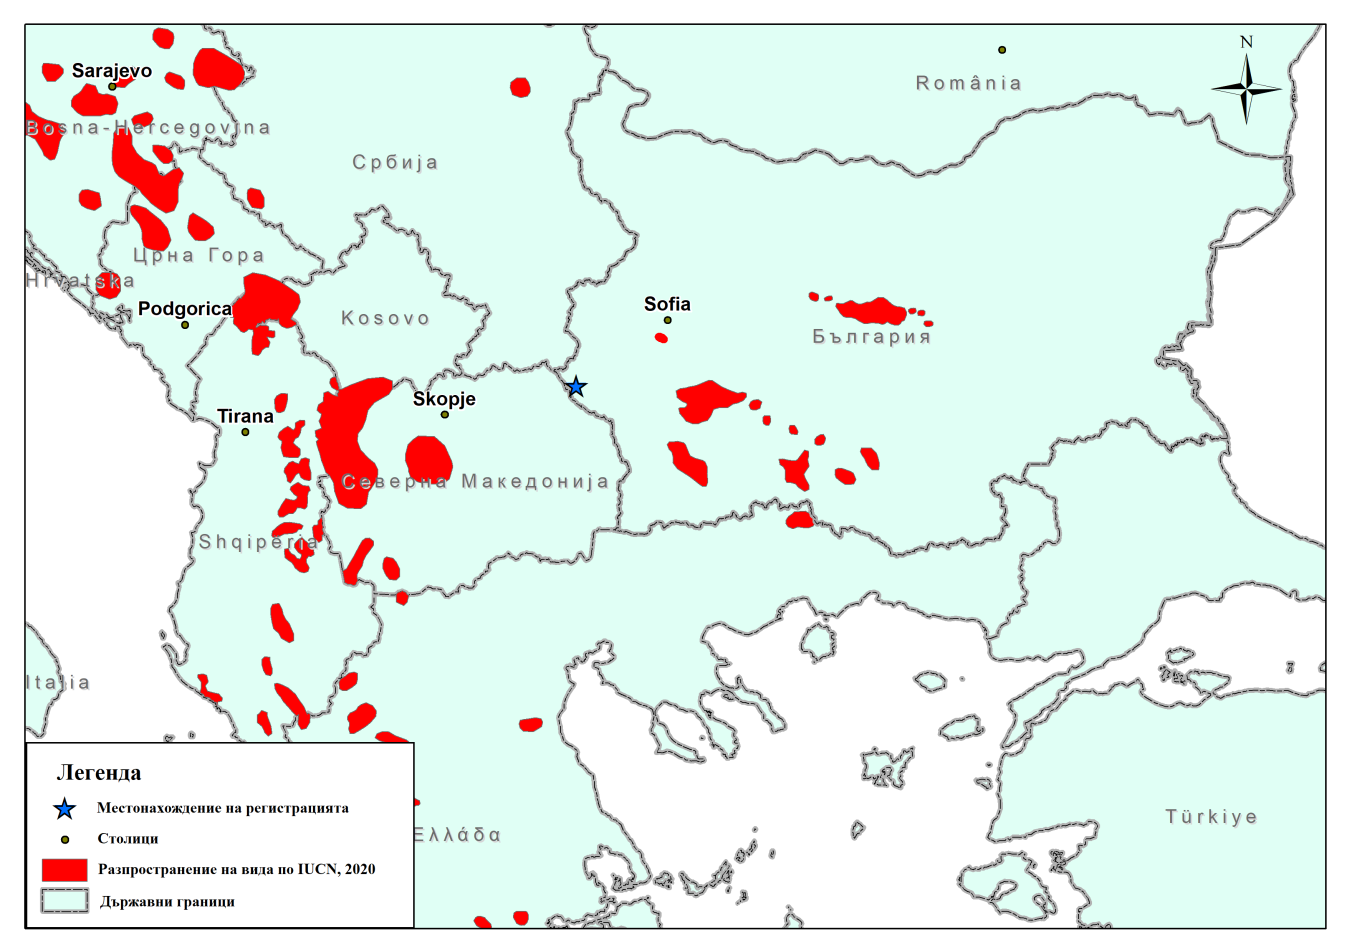 N
România
Sarajevo
Bosna-Hercegovina
Србија
Црна Гора
Hrvatska
Podgorica
Kosovo
Sofia
България
Skopje
Tirana
Северна Македонија
Shqiperia
Italia
Türkiye
Ελλάδα
Легенда
Местонахождение на регистрацията
Столици
Разпространение на вида по IUCN, 2020
Държавни граници